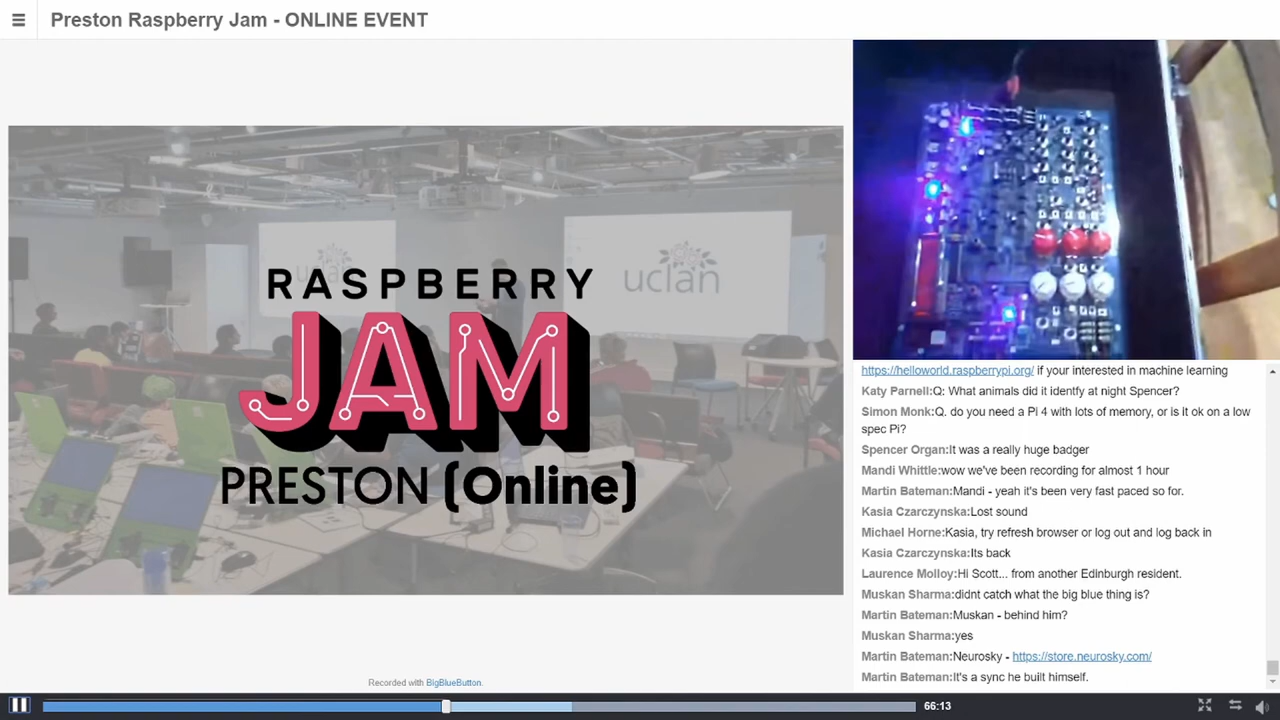 Preston Raspberry Jam - ONLINE EVENT
uclan
uclan
RASPBERRY
JAM
PRESTON (Online)
https://helloworld.raspberrypi.org/ if your interested in machine learning
Katy Parnell:Q: What animals did it identfy at night Spencer?
Simon Monk:Q. do you need a Pi 4 with lots of memory, or is it ok on a low
spec Pi?
Spencer Organ:It was a really huge badger
Mandi Whittle:wow we've been recording for almost 1 hour
Martin Bateman:Mandi - yeah it's been very fast paced so for.
Kasia Czarczynska:Lost sound
Michael Horne:Kasia, try refresh browser or log out and log back in
Kasia Czarczynska:Its back
Laurence Molloy:Hi Scott... from another Edinburgh resident.
Muskan Sharma:didnt catch what the big blue thing is?
Martin Bateman:Muskan - behind him?
Muskan Sharma:yes
Martin Bateman:Neurosky - https://store.neurosky.com/
Martin Bateman:It's a sync he built himself.
Recorded with BigBlueButton.
66:13